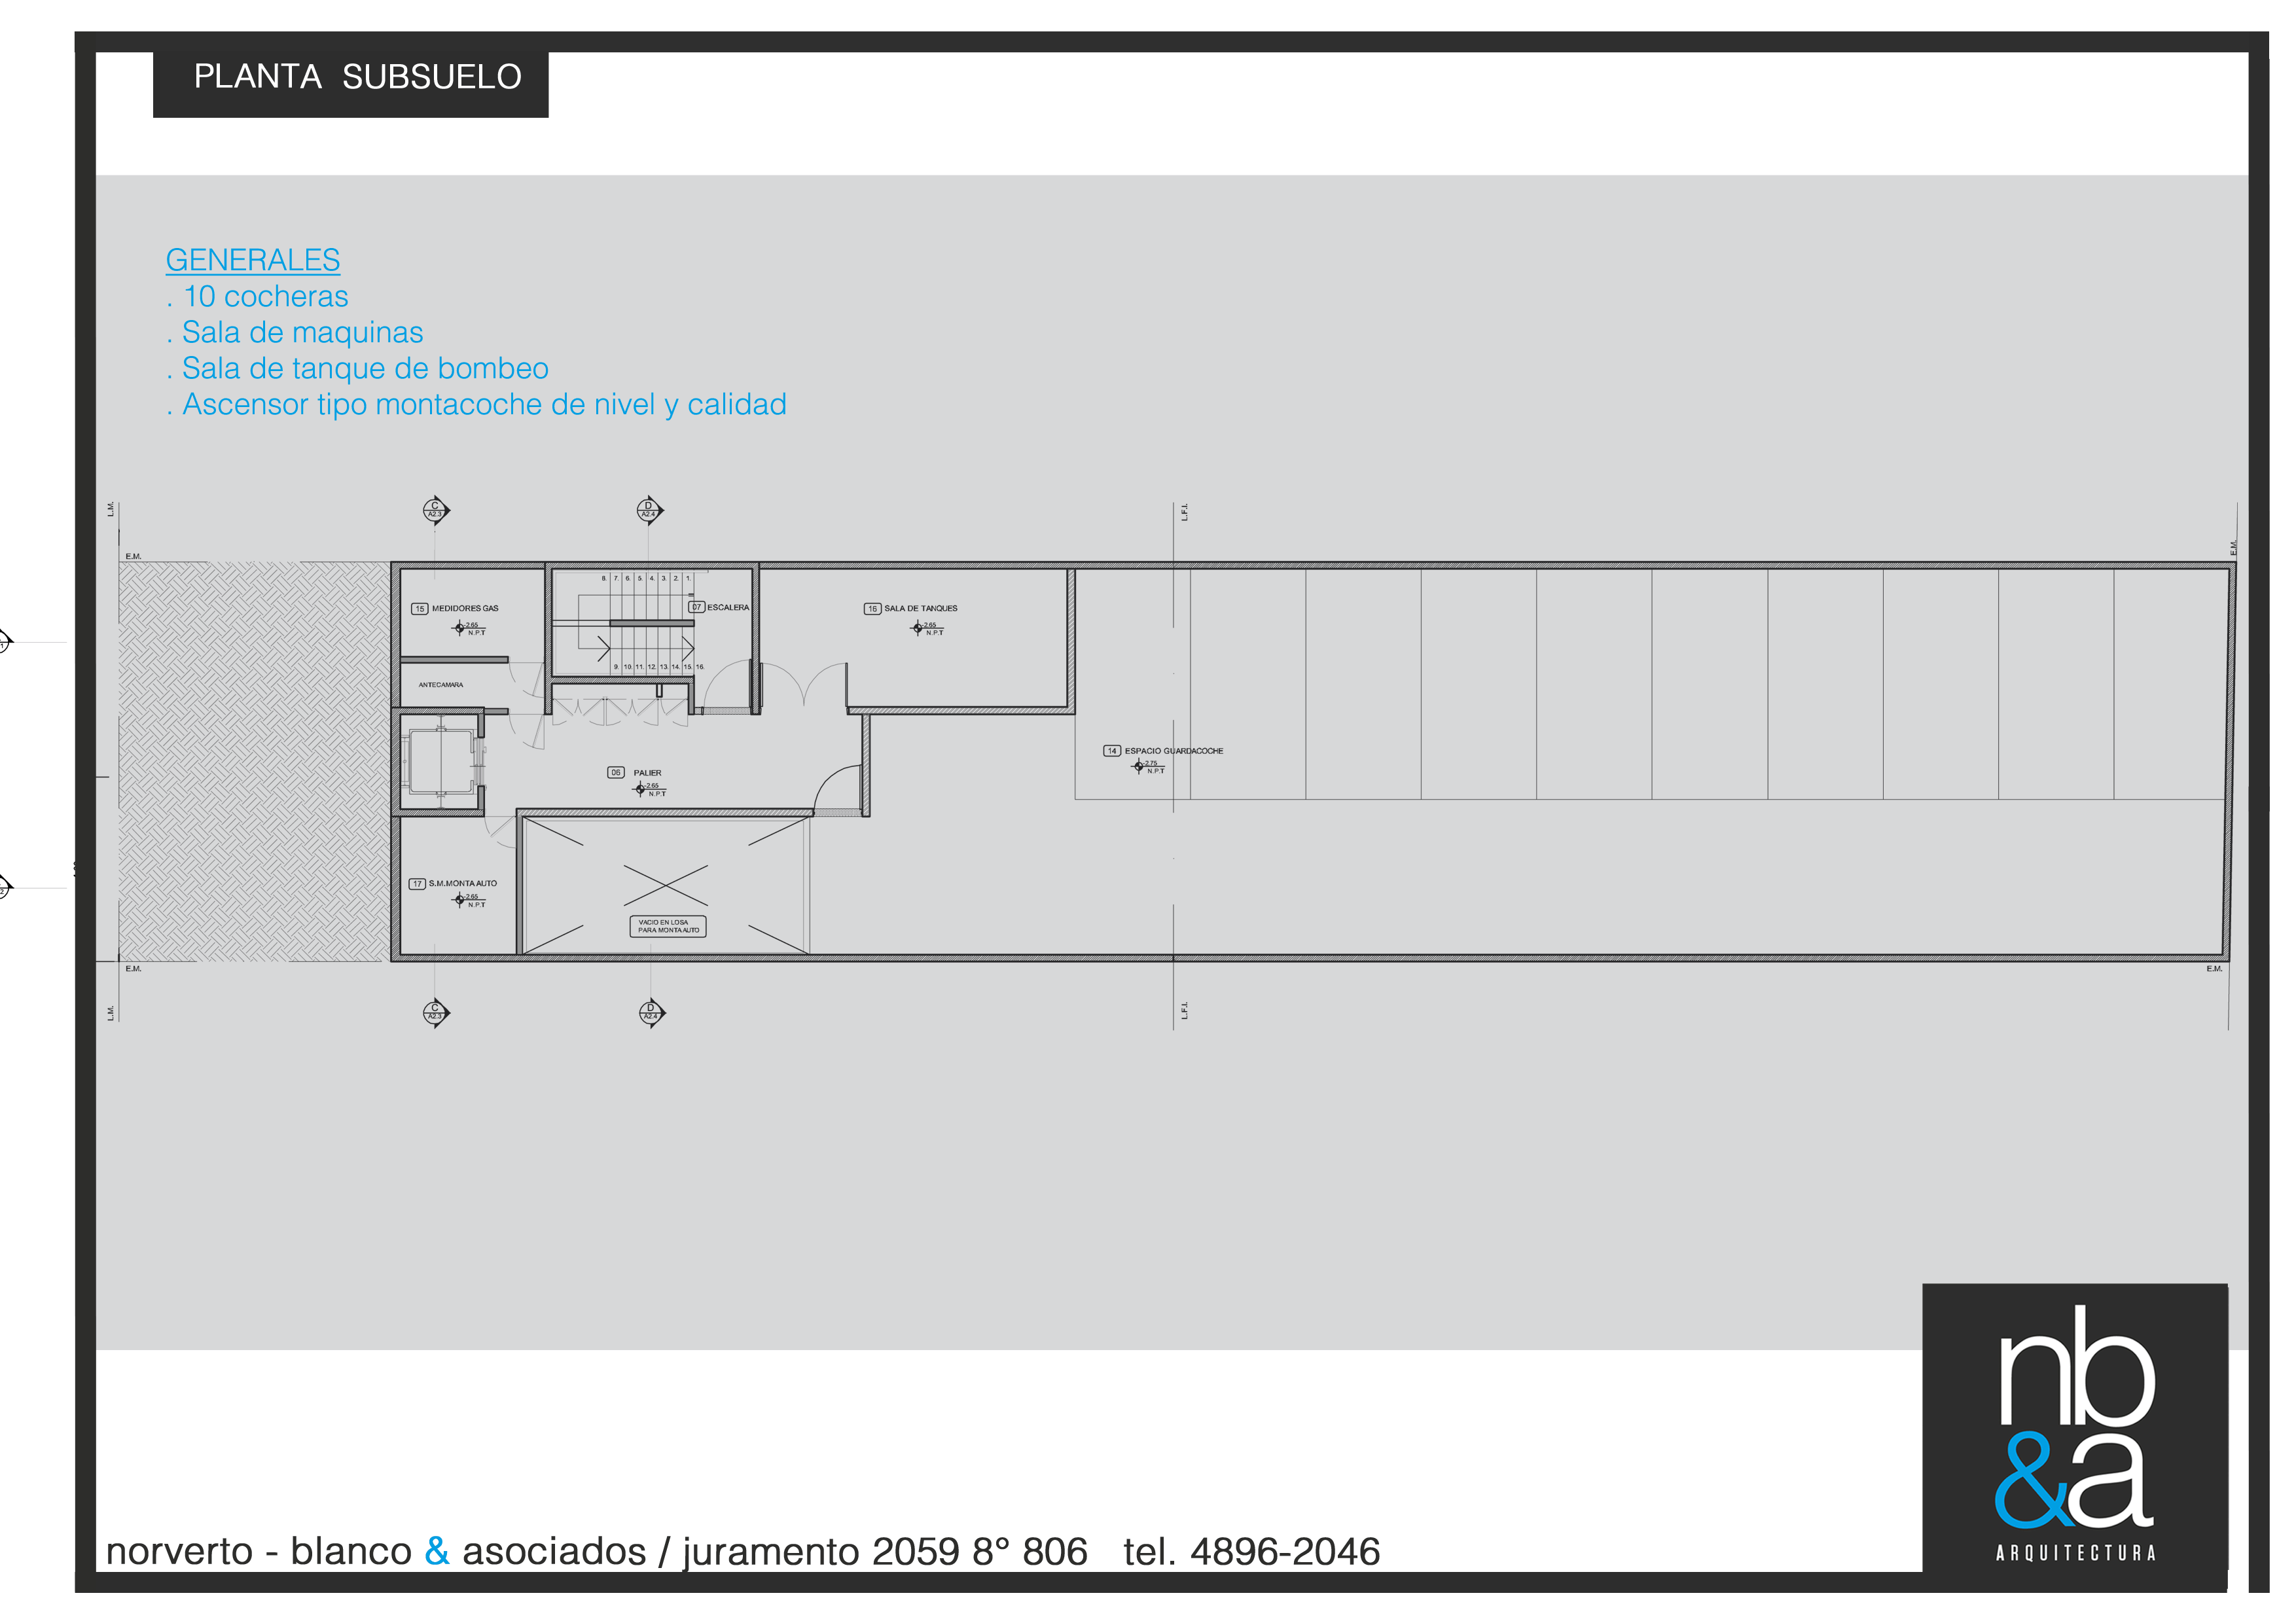 PLANTA SUBSUELO
GENERALES
. 10 cocheras
. Sala de maquinas
. Sala de tanque de bombeo
. Ascensor tipo montacoche de nivel y calidad
L.M.
C
A2.3
D
A2.4
L.F.I.
E.M.
E.M.
8. 7. 6. 5. 4. 3. 2. 1.
15 MEDIDORES GAS
-2.65
N.P.T
07 ESCALERA
16 SALA DE TANQUES
-2.65
N.P.T
9. 10. 11. 12. 13. 14. 15. 16.
ANTECAMARA
14 ESPACIO GUARDACOCHE
-2.75
N.P.T
06 PALIER
-2.65
N.P.T
17 S.M.MONTA AUTO
-2.65
N.P.T
VACIO EN LOSA
PARA MONTA AUTO
E.M.
E.M.
L.M.
C
A2.3
D
A2.4
L.F.I.
nb
&a
ARQUITECTURA
norverto - blanco & asociados / juramento 2059 8° 806 tel. 4896-2046